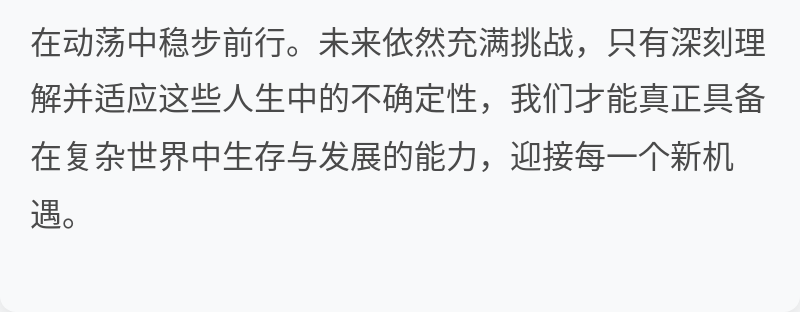 在动荡中稳步前行。未来依然充满挑战，只有深刻理
解并适应这些人生中的不确定性，我们才能真正具备
在复杂世界中生存与发展的能力，迎接每一个新机
遇。